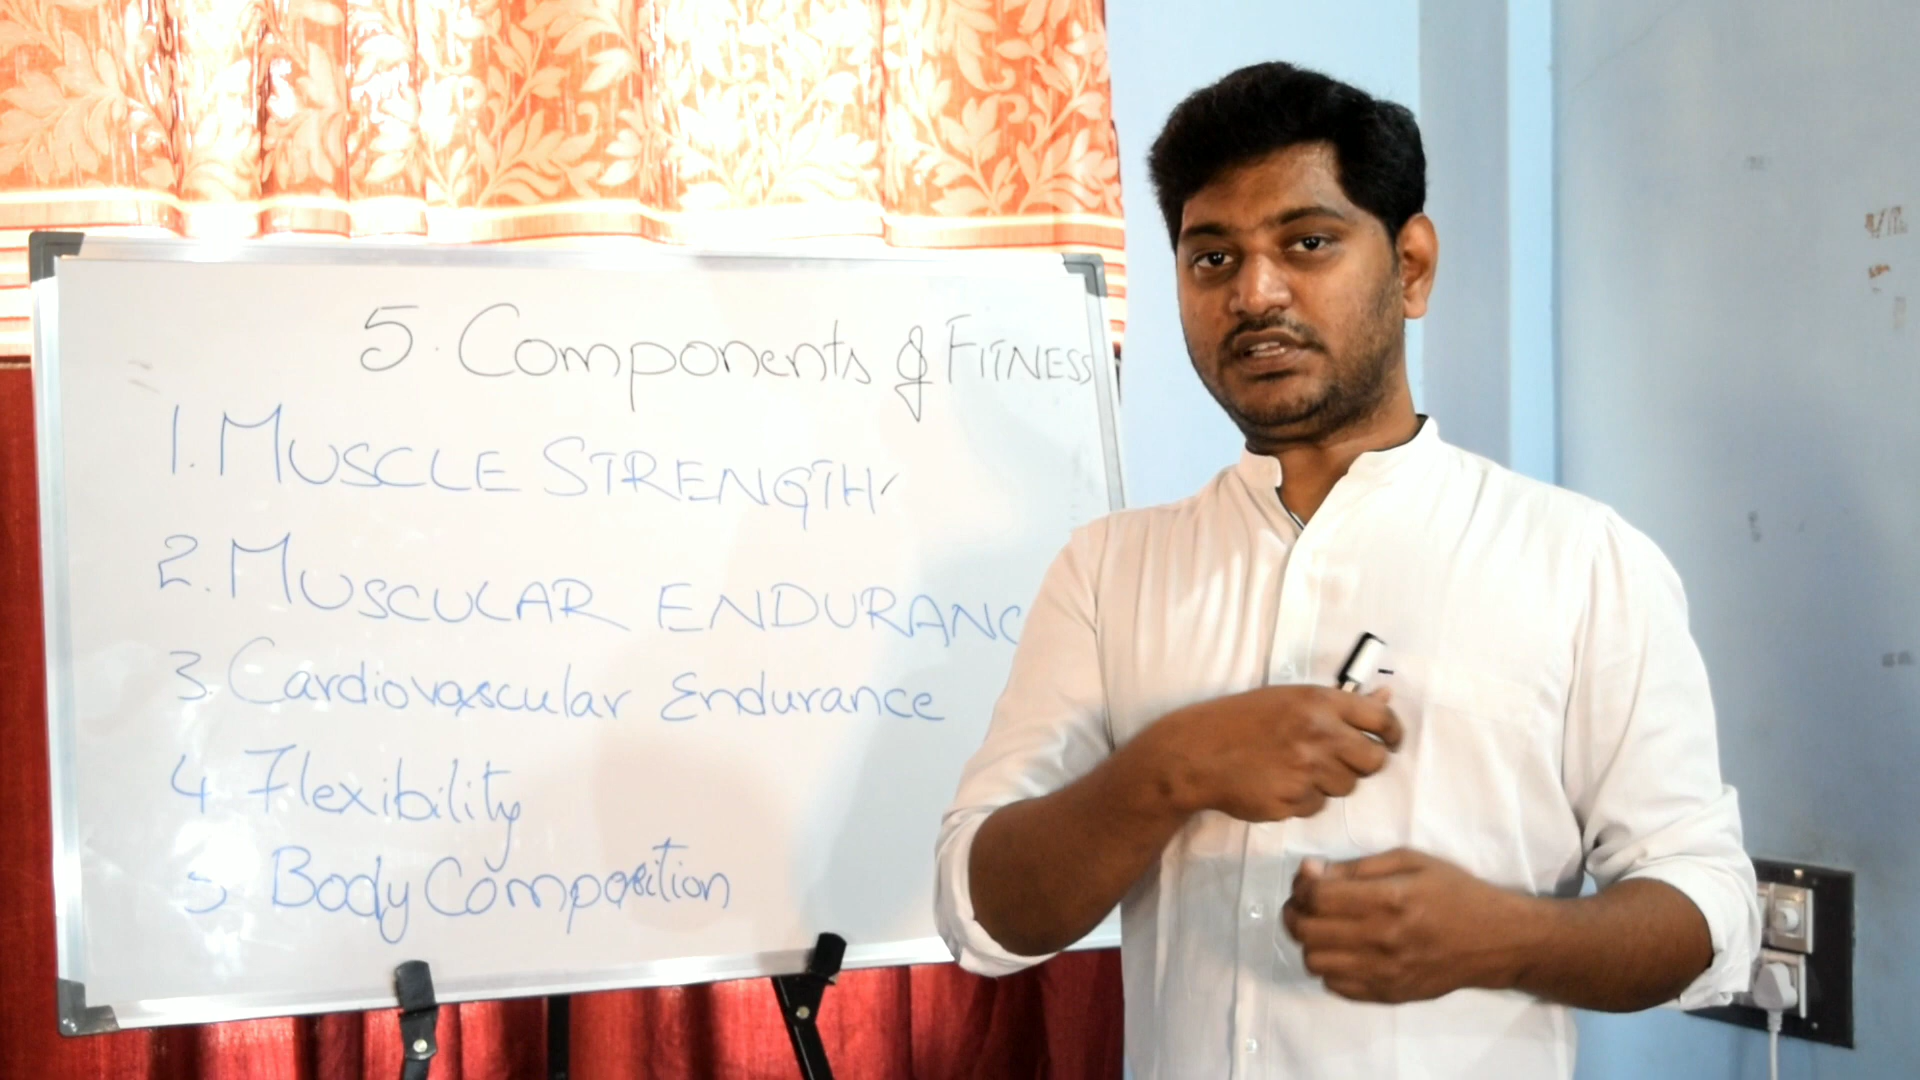 5. Components of FITNESS
1. MUSCLE STRENGTH
2. MUSCULAR ENDURANC
3. Cardiovascular Endurance
4 Flexibility
5 Body Composition